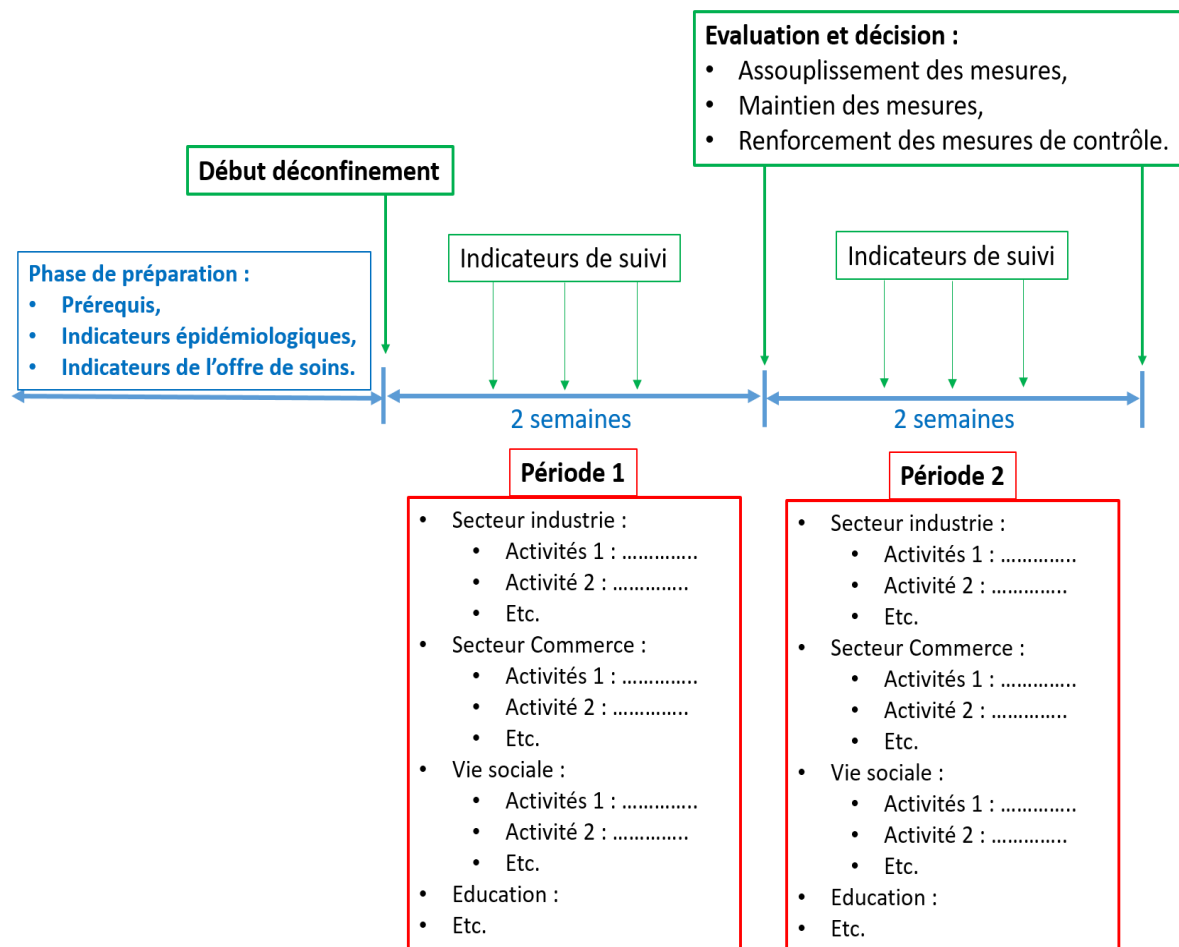 Evaluation et décision :
• Assouplissement des mesures,
• Maintien des mesures,
• Renforcement des mesures de contrôle.
Début déconfinement
Indicateurs de suivi
Indicateurs de suivi
Phase de préparation :
• Prérequis,
• Indicateurs épidémiologiques,
• Indicateurs de l’offre de soins.
2 semaines
2 semaines
Période 1
• Secteur industrie :
• Activités 1 : …………..
• Activité 2 : …………..
• Etc.
• Secteur Commerce :
• Activités 1 : …………..
• Activité 2 : …………..
• Etc.
• Vie sociale :
• Activités 1 : …………..
• Activité 2 : …………..
• Etc.
• Education :
• Etc.
Période 2
• Secteur industrie :
• Activités 1 : …………..
• Activité 2 : …………..
• Etc.
• Secteur Commerce :
• Activités 1 : …………..
• Activité 2 : …………..
• Etc.
• Vie sociale :
• Activités 1 : …………..
• Activité 2 : …………..
• Etc.
• Education :
• Etc.